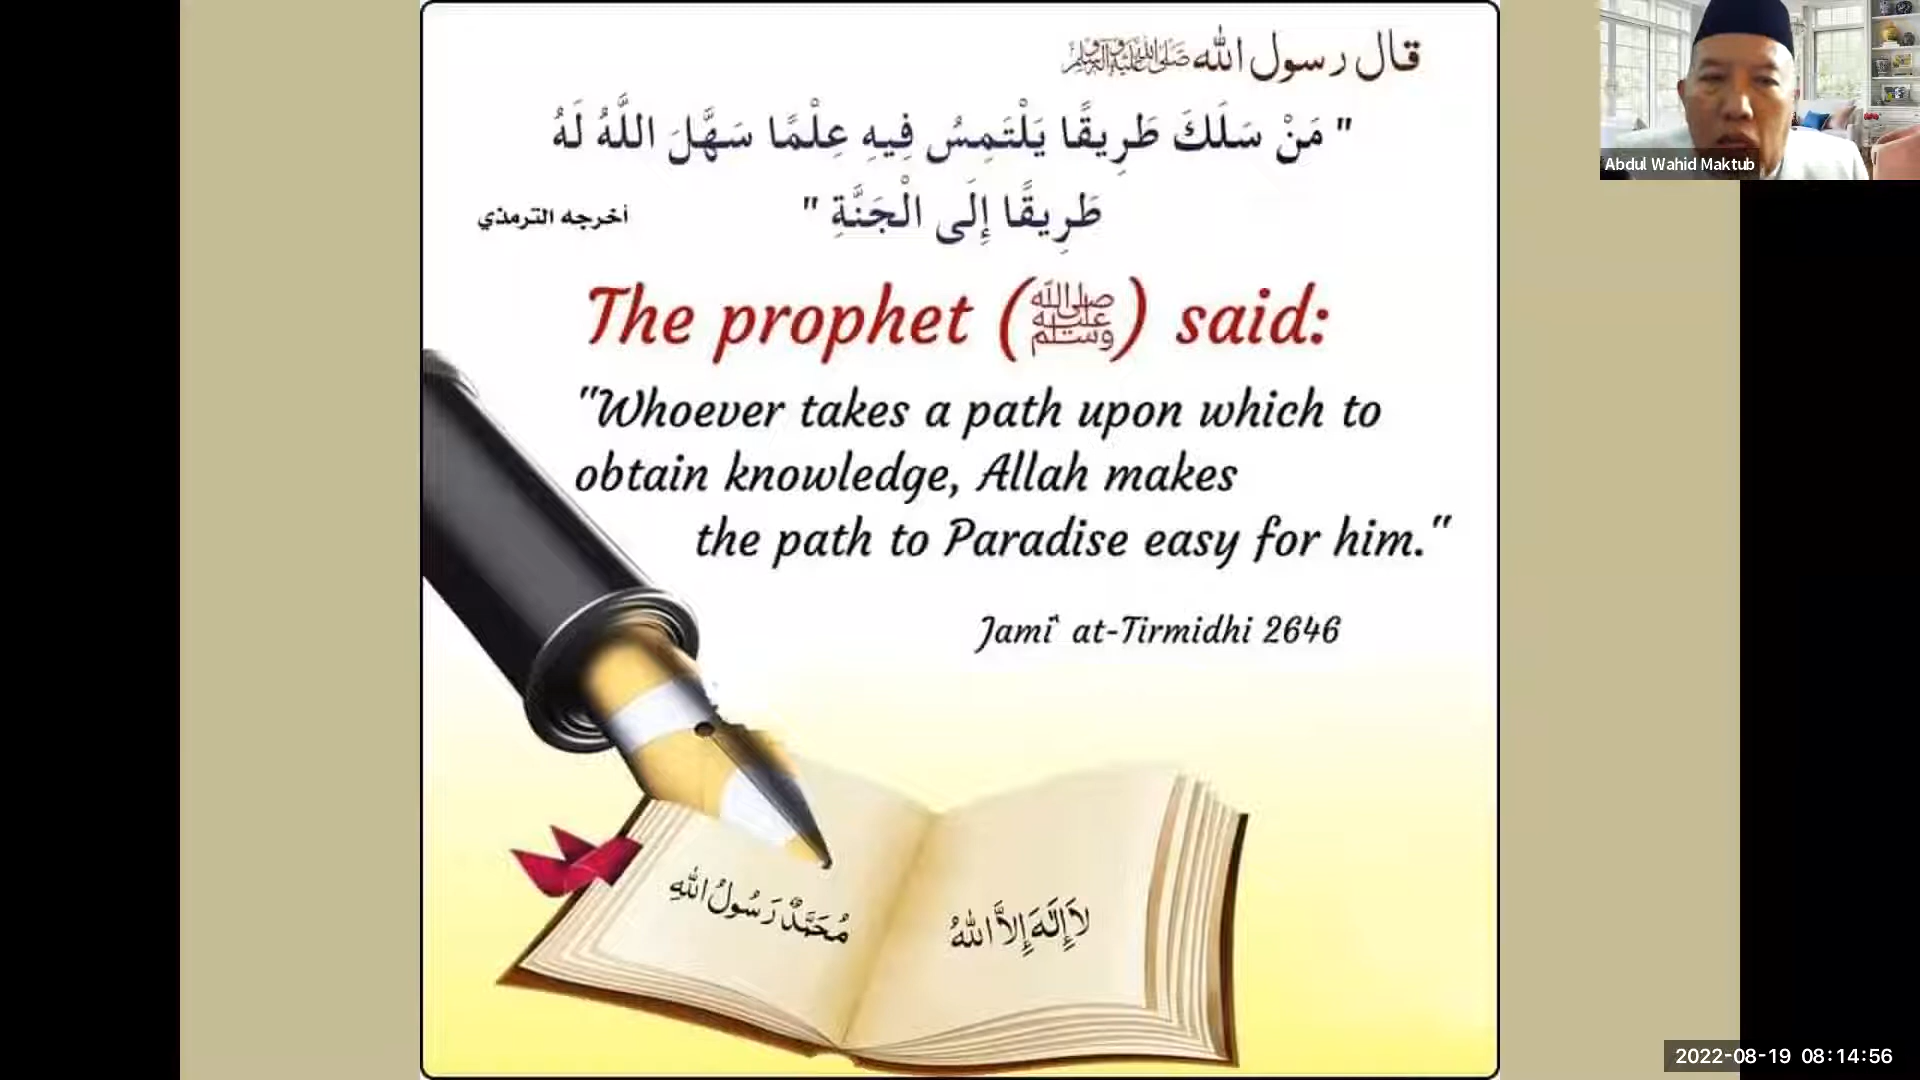 قال رسول الله ﷺ
" مَنْ سَلَكَ طَرِيقًا يَلْتَمِسُ فِيهِ عِلْمًا سَهَّلَ اللَّهُ لَهُ
طَرِيقًا إِلَى الْجَنَّةِ "
أخرجه الترمذي
The prophet (ﷺ) said:
"Whoever takes a path upon which to
obtain knowledge, Allah makes
the path to Paradise easy for him."
Jami` at-Tirmidhi 2646
لاَ إِلَهَ إِلاَّ اللهُ
مُحَمَّدٌ رَسُولُ اللهِ
Abdul Wahid Maktub
2022-08-19 08:14:56